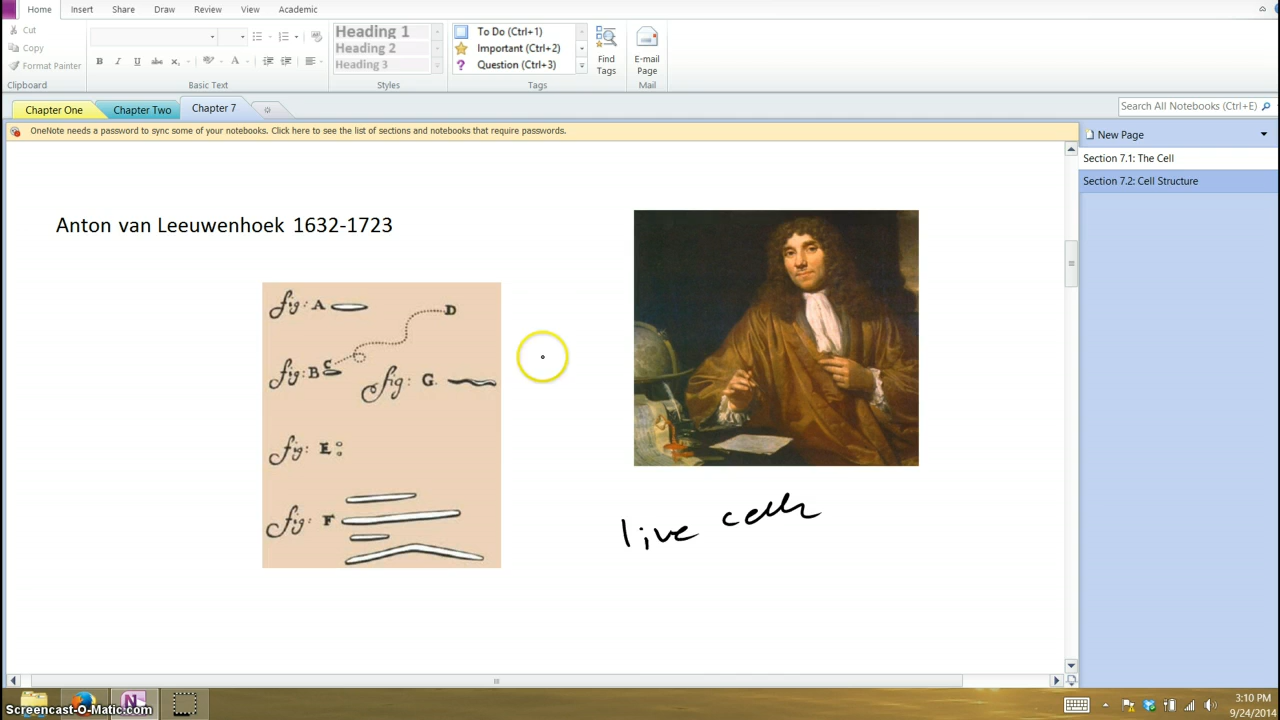 Home Insert Share Draw Review View Academic
Cut
Copy
Format Painter
Clipboard
B I U abc x₂ A
Basic Text
Heading 1
Heading 2
Heading 3
Styles
To Do (Ctrl+1)
Important (Ctrl+2)
Question (Ctrl+3)
Tags
Find
Tags
E-mail
Page
Mail
Chapter One Chapter Two Chapter 7
Search All Notebooks (Ctrl+E)
OneNote needs a password to sync some of your notebooks. Click here to see the list of sections and notebooks that require passwords.
New Page
Section 7.1: The Cell
Section 7.2: Cell Structure
Anton van Leeuwenhoek 1632-1723
fig: A
D
C
fig: B
fig: G.
fig: E
fig: F
live cells
Screencast-O-Matic.com
3:10 PM
9/24/2014